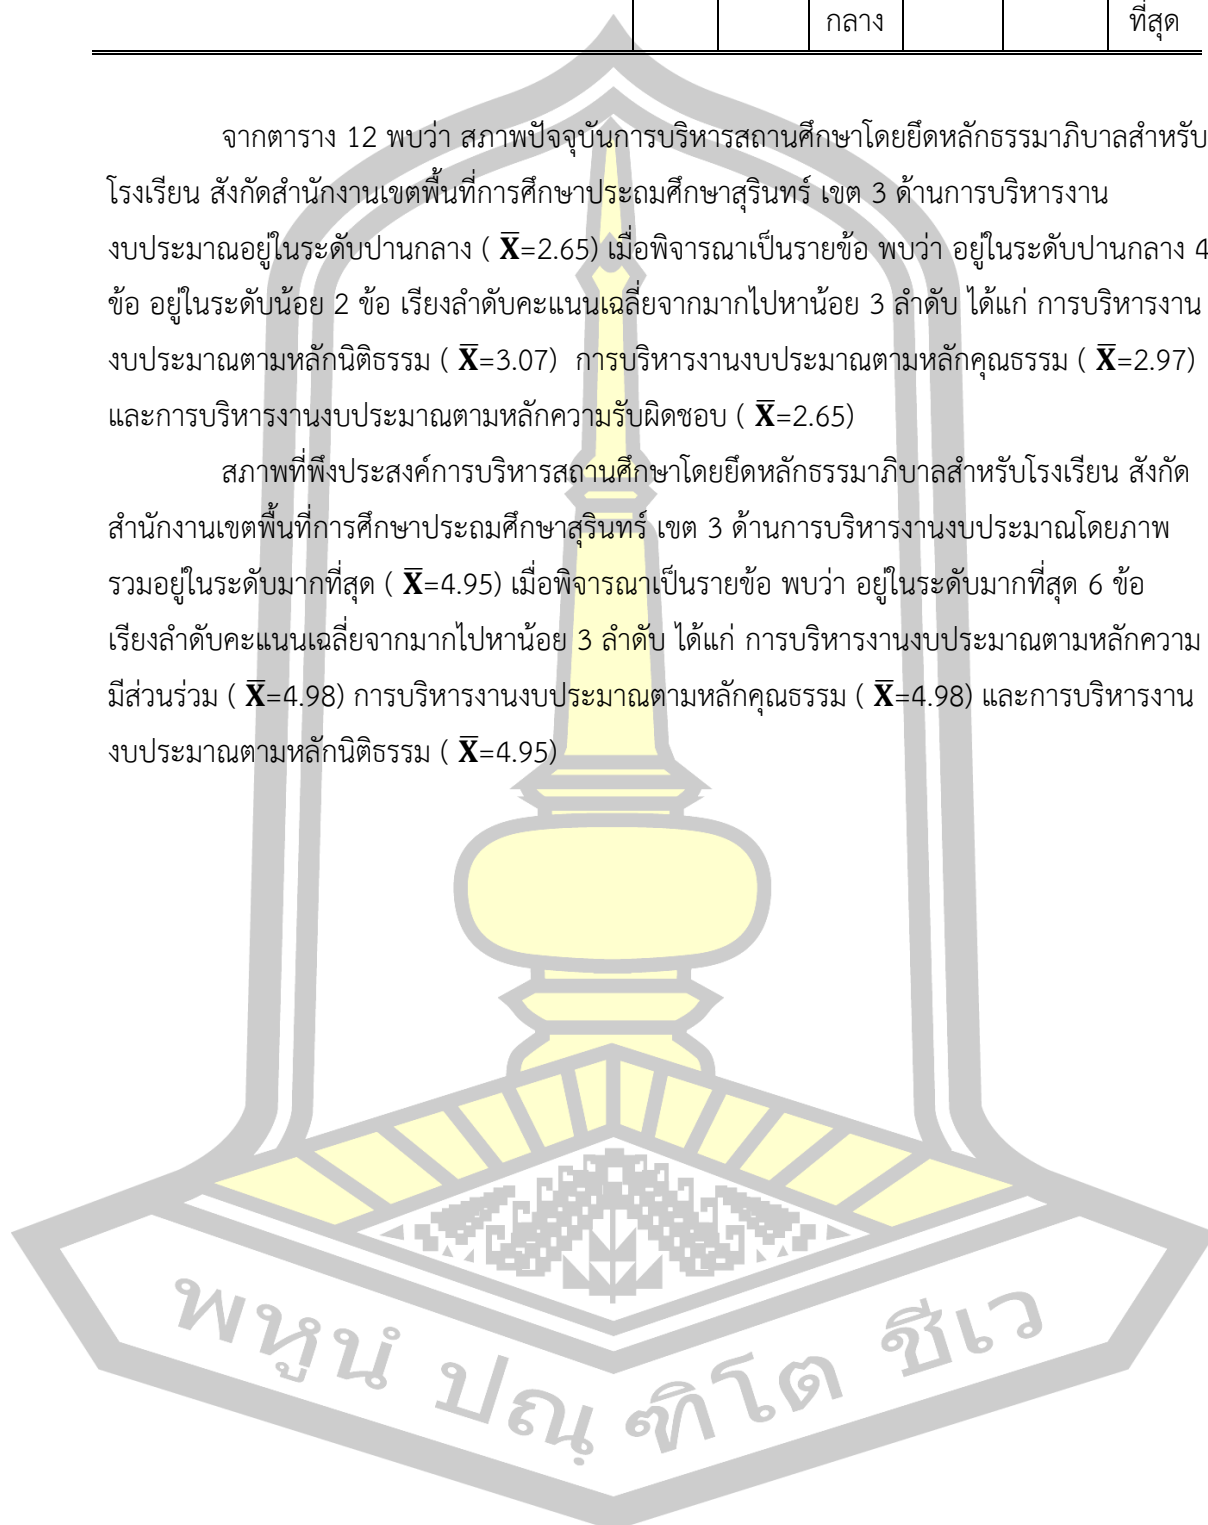 กลาง ที่สุด
จากตาราง 12 พบว่า สภาพปัจจุบันการบริหารสถานศึกษาโดยยึดหลักธรรมาภิบาลสำหรับ
โรงเรียน สังกัดสำนักงานเขตพื้นที่การศึกษาประถมศึกษาสุรินทร์ เขต 3 ด้านการบริหารงาน
งบประมาณอยู่ในระดับปานกลาง ( X̅=2.65) เมื่อพิจารณาเป็นรายข้อ พบว่า อยู่ในระดับปานกลาง 4
ข้อ อยู่ในระดับน้อย 2 ข้อ เรียงลำดับคะแนนเฉลี่ยจากมากไปหาน้อย 3 ลำดับ ได้แก่ การบริหารงาน
งบประมาณตามหลักนิติธรรม ( X̅=3.07) การบริหารงานงบประมาณตามหลักคุณธรรม ( X̅=2.97)
และการบริหารงานงบประมาณตามหลักความรับผิดชอบ ( X̅=2.65)
สภาพที่พึงประสงค์การบริหารสถานศึกษาโดยยึดหลักธรรมาภิบาลสำหรับโรงเรียน สังกัด
สำนักงานเขตพื้นที่การศึกษาประถมศึกษาสุรินทร์ เขต 3 ด้านการบริหารงานงบประมาณโดยภาพ
รวมอยู่ในระดับมากที่สุด ( X̅=4.95) เมื่อพิจารณาเป็นรายข้อ พบว่า อยู่ในระดับมากที่สุด 6 ข้อ
เรียงลำดับคะแนนเฉลี่ยจากมากไปหาน้อย 3 ลำดับ ได้แก่ การบริหารงานงบประมาณตามหลักความ
มีส่วนร่วม ( X̅=4.98) การบริหารงานงบประมาณตามหลักคุณธรรม ( X̅=4.98) และการบริหารงาน
งบประมาณตามหลักนิติธรรม ( X̅=4.95)
พหูนํ ปณฺฑิโต ชีเว